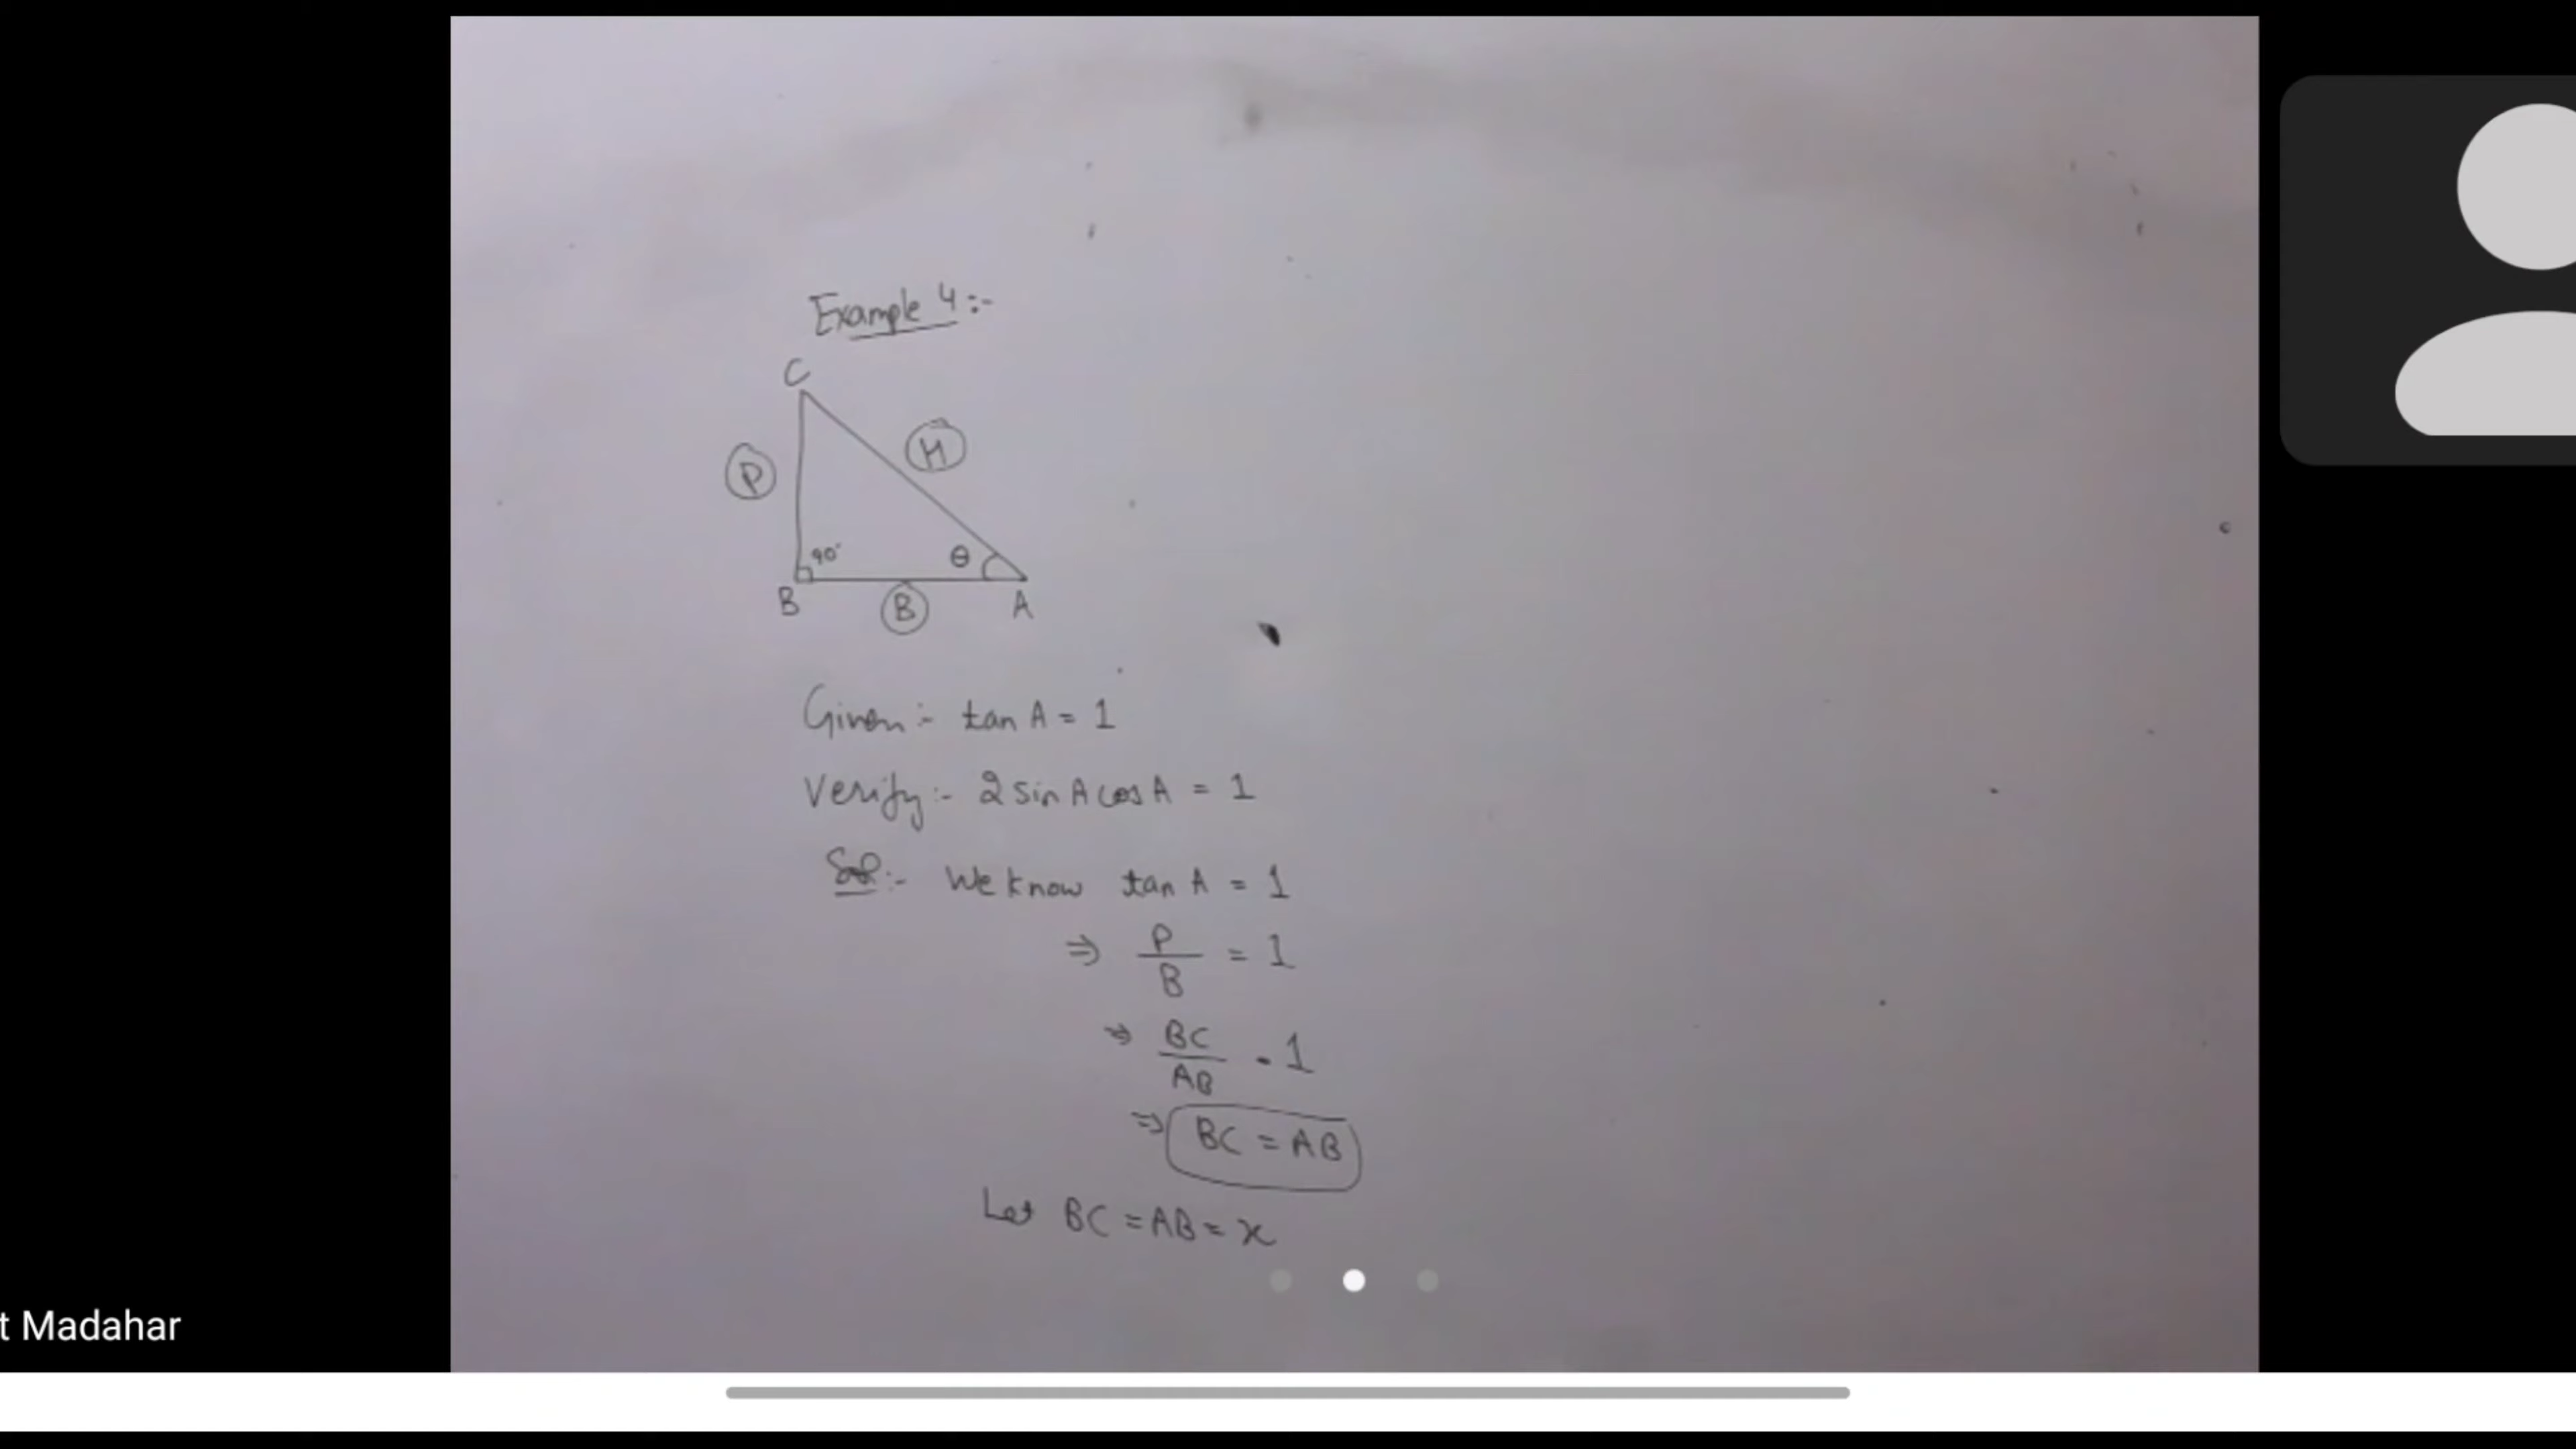 Example 4:-
C
P
H
90°
θ
B
B
A
Given:- tan A = 1
Verify:- 2 sin A cos A = 1
Sol:- We know tan A = 1
⇒ P/B = 1
⇒ BC/AB = 1
⇒ BC = AB
Let BC = AB = x
t Madahar